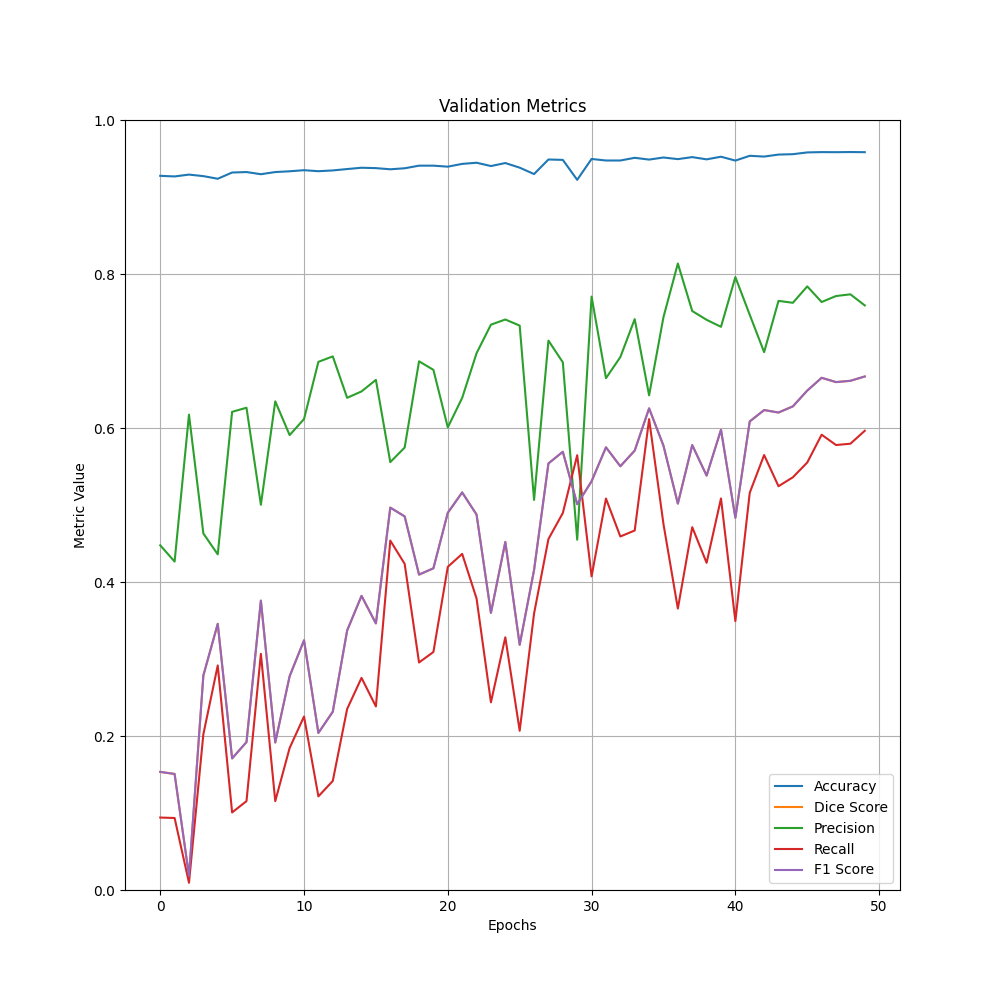 Validation Metrics
1.0
0.8
0.6
0.4
0.2
0.0
Metric Value
0 10 20 30 40 50
Epochs
Accuracy
Dice Score
Precision
Recall
F1 Score